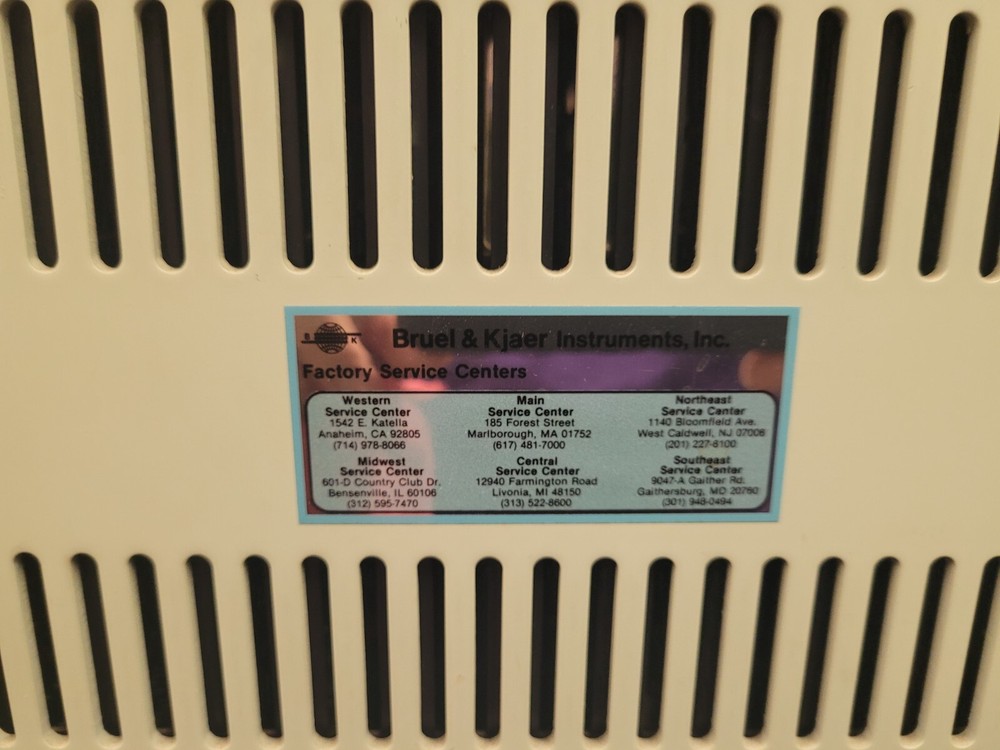 B K
Bruel & Kjaer Instruments, Inc.
Factory Service Centers
Western
Service Center
1542 E. Katella
Anaheim, CA 92805
(714) 978-8066
Main
Service Center
185 Forest Street
Marlborough, MA 01752
(617) 481-7000
Northeast
Service Center
1140 Bloomfield Ave.
West Caldwell, NJ 07006
(201) 227-8100
Midwest
Service Center
601-D Country Club Dr.
Bensenville, IL 60106
(312) 595-7470
Central
Service Center
12940 Farmington Road
Livonia, MI 48150
(313) 522-8600
Southeast
Service Center
9047-A Gaither Rd.
Gaithersburg, MD 20760
(301) 948-0494